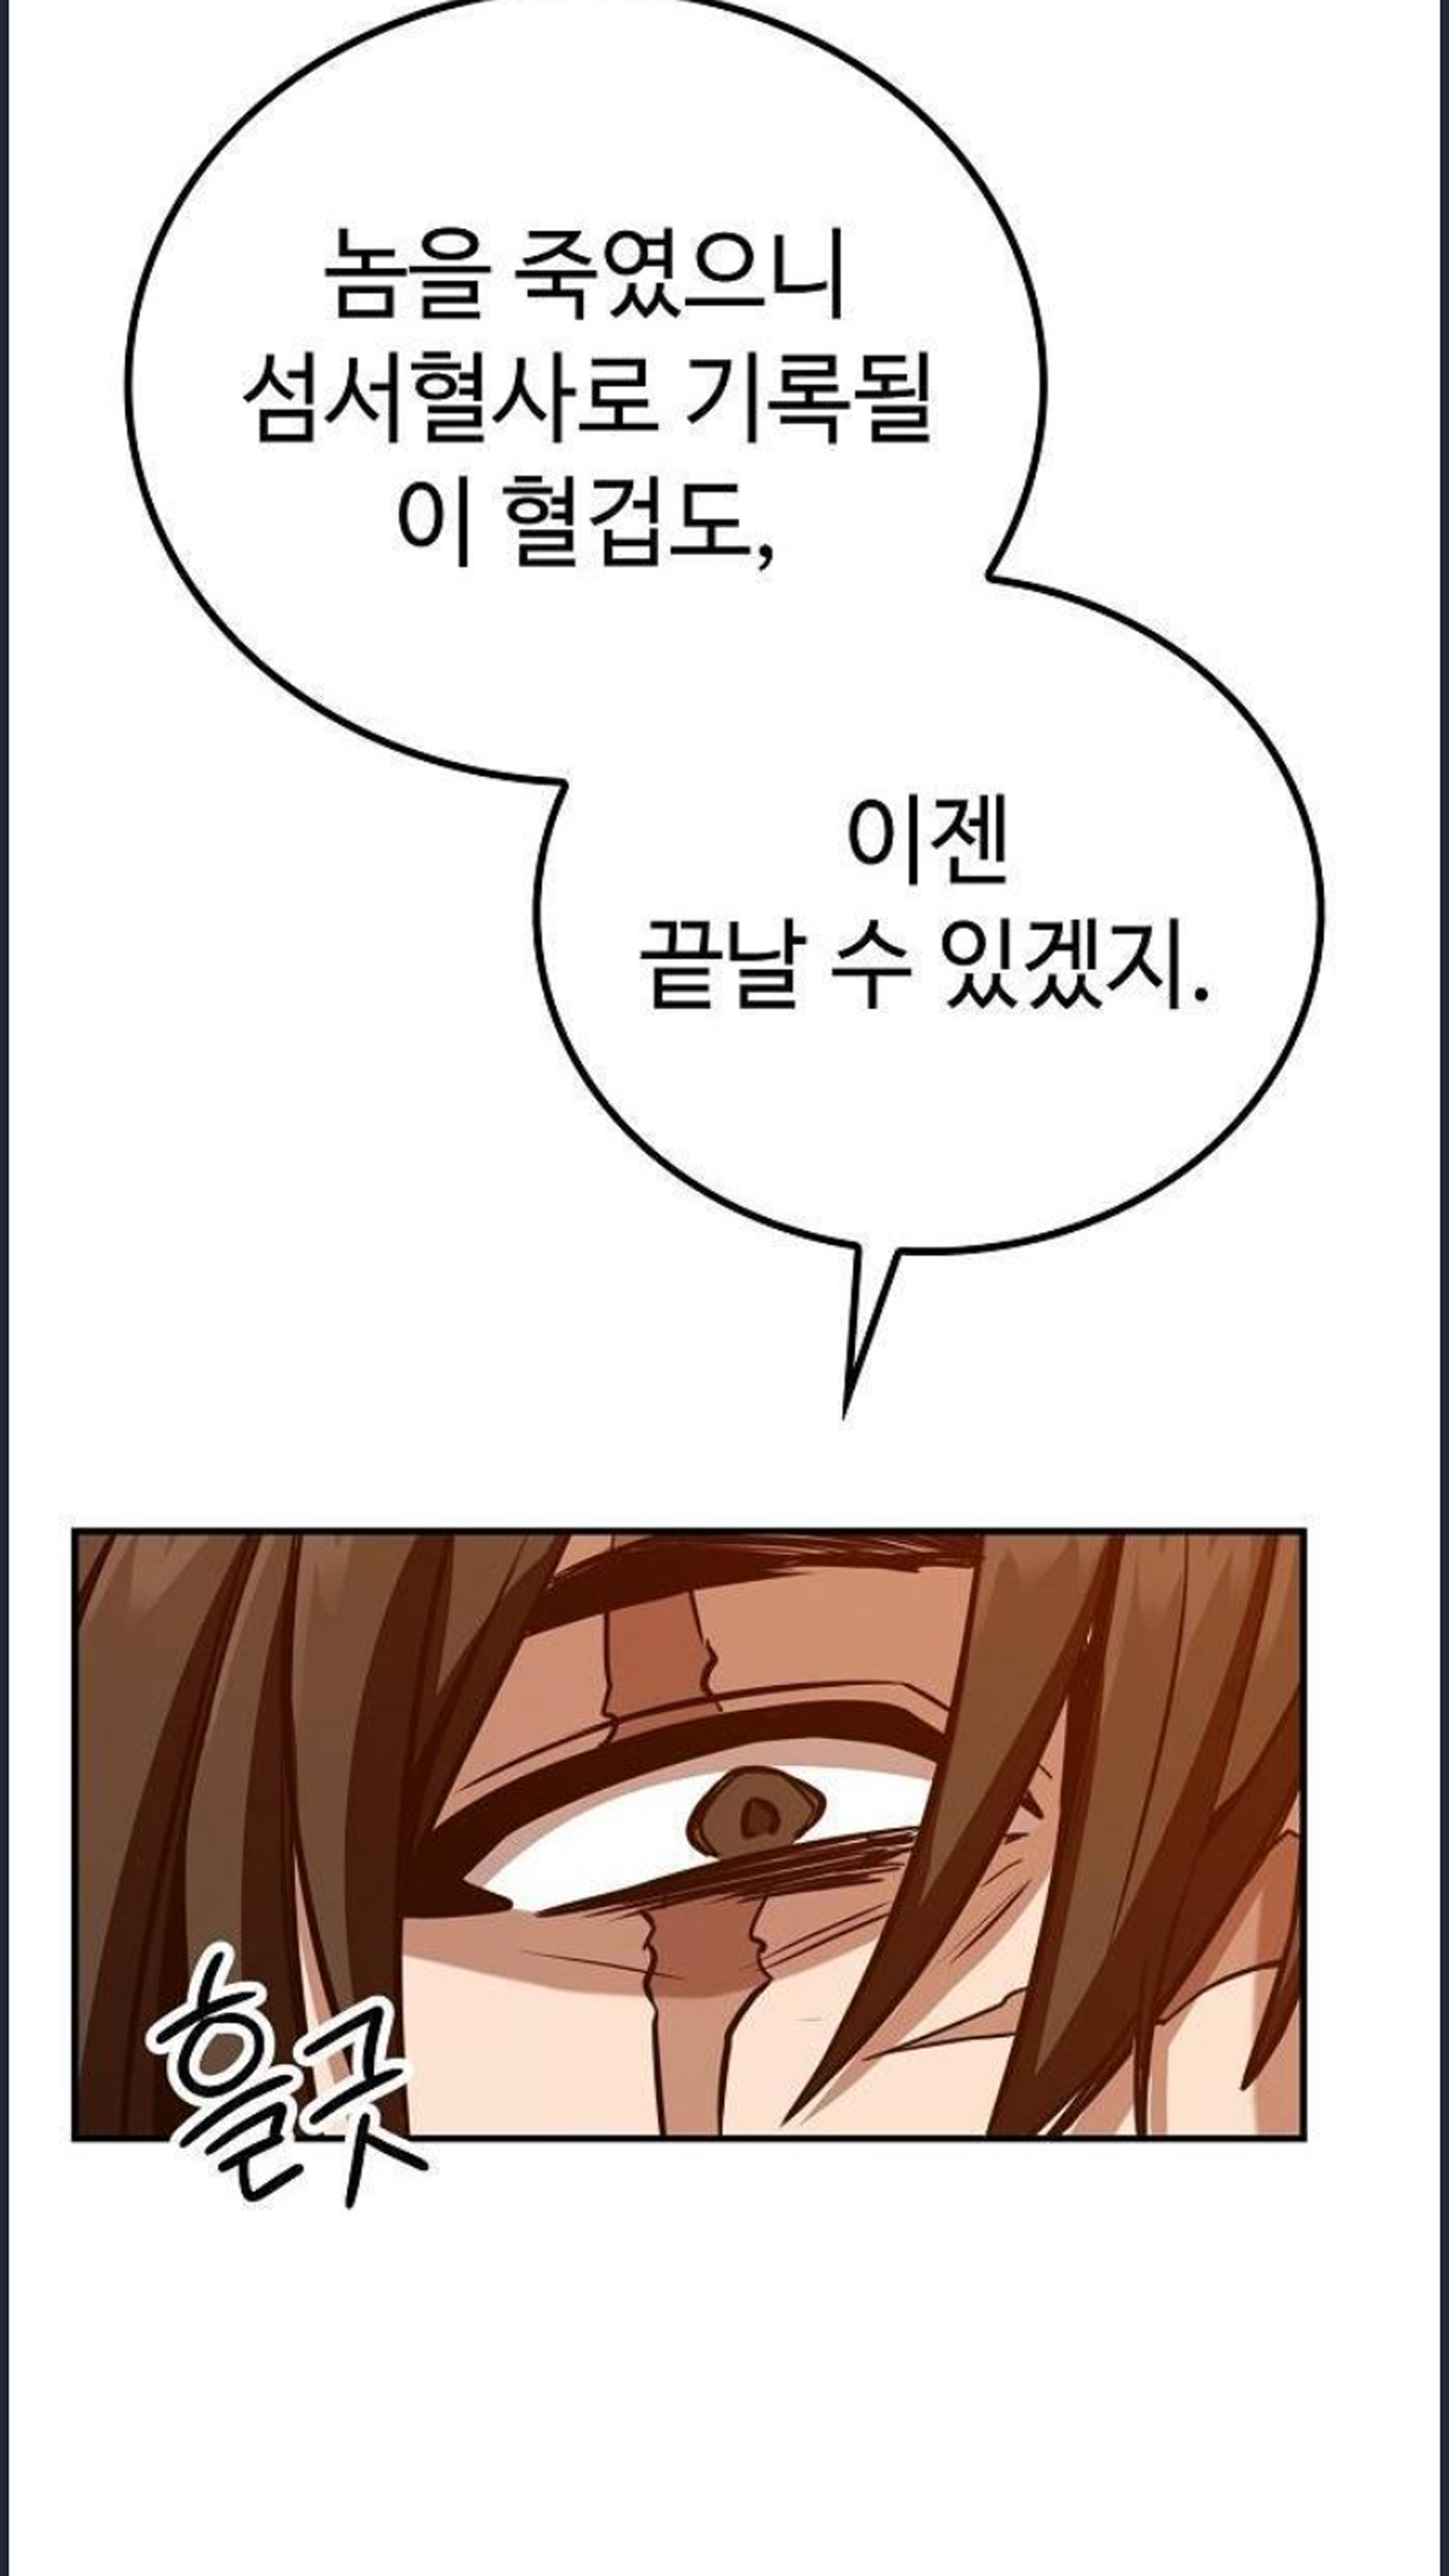 놈을 죽였으니
섬서혈사로 기록될
이 혈겁도,
이젠
끝날 수 있겠지.
흘긋